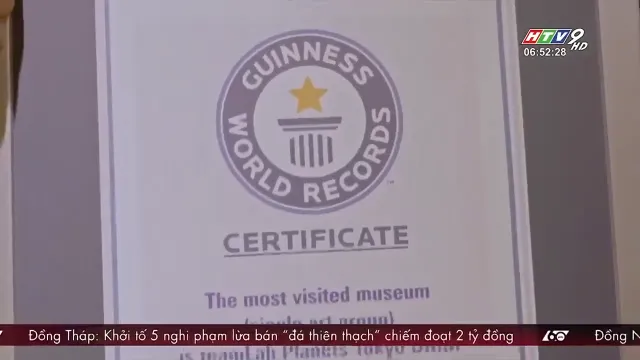 HTV9 HD
06:52:28
GUINNESS
WORLD RECORDS
™
CERTIFICATE
The most visited museum
(single art group)
is teamLab Planets Tokyo
Đồng Tháp: Khởi tố 5 nghi phạm lừa bán “đá thiên thạch” chiếm đoạt 2 tỷ đồng
60
Đồng N